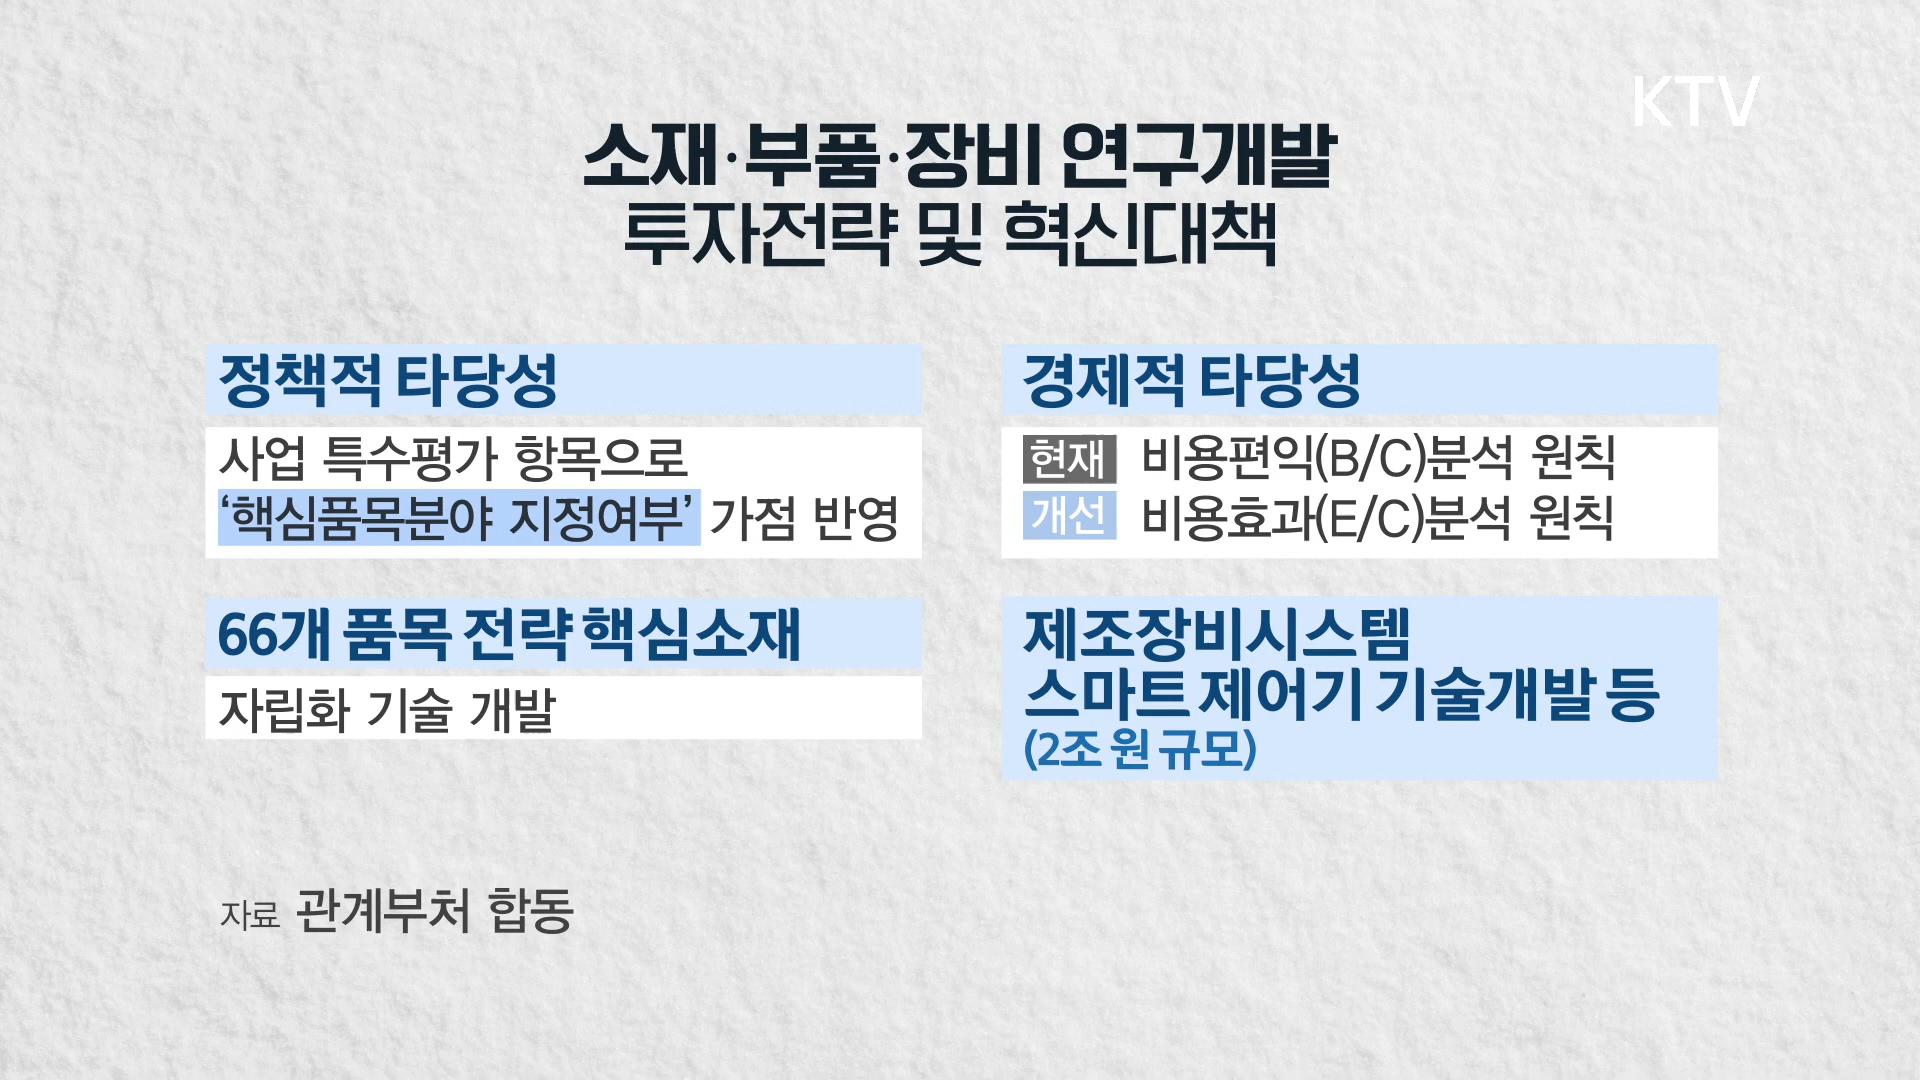 KTV
소재·부품·장비 연구개발
투자전략 및 혁신대책
정책적 타당성
사업 특수평가 항목으로
‘핵심품목분야 지정여부’ 가점 반영
경제적 타당성
현재 비용편익(B/C)분석 원칙
개선 비용효과(E/C)분석 원칙
66개 품목 전략 핵심소재
자립화 기술 개발
제조장비시스템
스마트 제어기 기술개발 등
(2조 원 규모)
자료 관계부처 합동